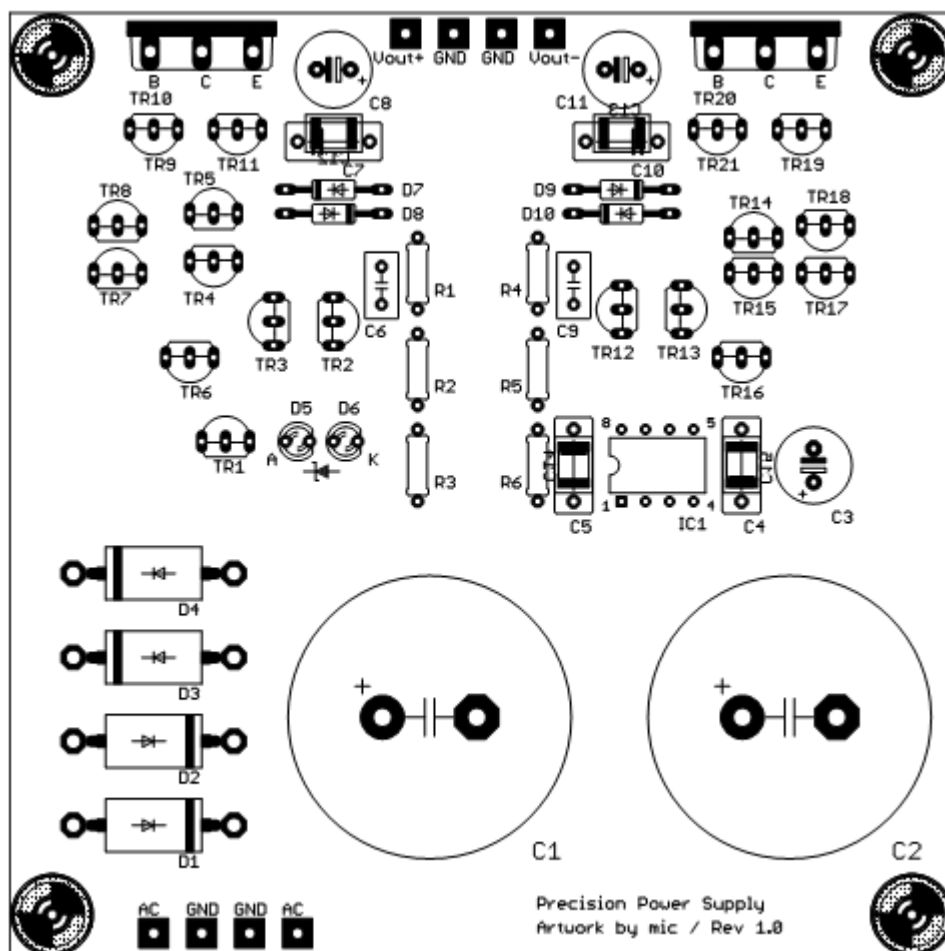 Vout+ GND GND Vout-
B C E
B C E
TR10
C8
C11
TR20
TR9
TR11
C7
C10
TR21
TR19
TR8
TR5
D7
D9
TR14
TR18
D8
D10
TR7
TR4
R1
R4
TR15
TR17
TR3
TR2
C6
C9
TR12
TR13
TR6
R2
R5
TR16
D5
D6
8
5
TR1
A
K
R3
R6
C14
C12
1
4
C5
IC1
C4
C3
+
D4
D3
+
+
D2
D1
C1
C2
AC GND GND AC
Precision Power Supply
Artwork by mic / Rev 1.0